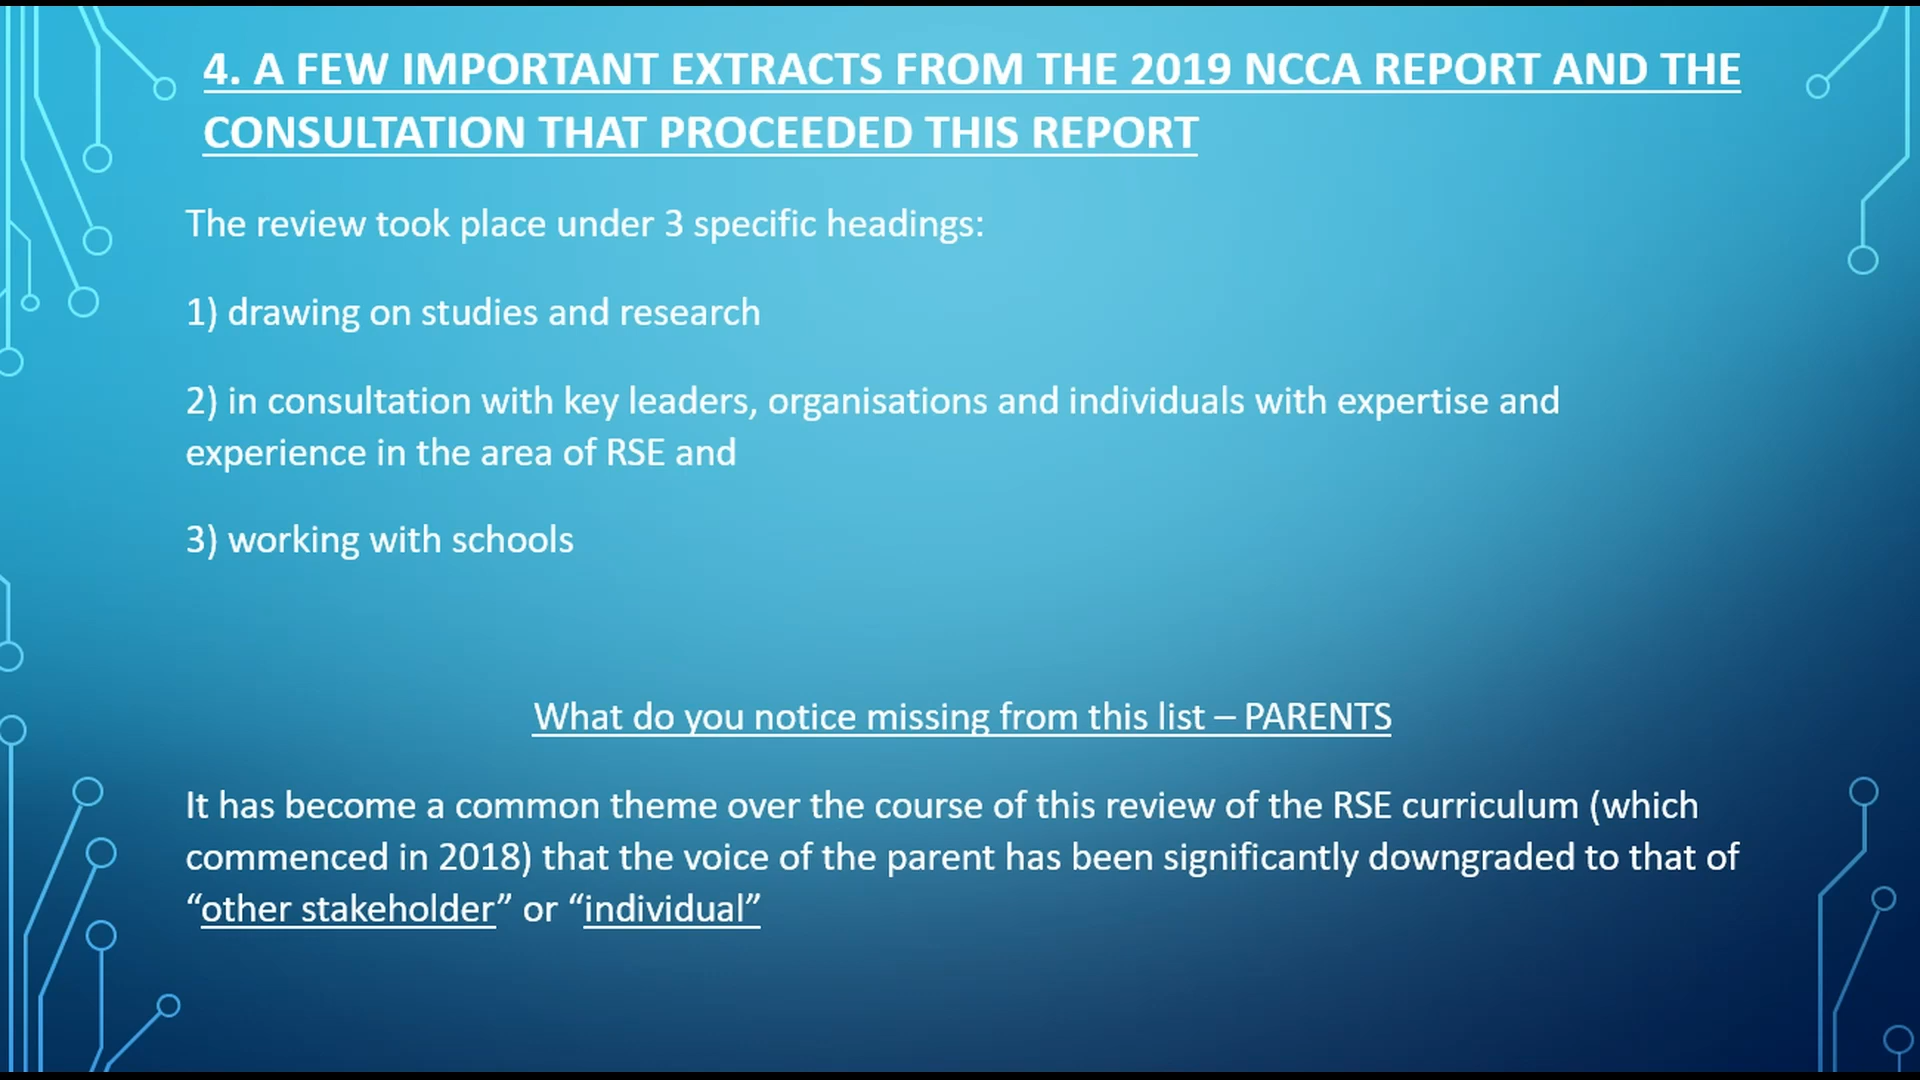 4. A FEW IMPORTANT EXTRACTS FROM THE 2019 NCCA REPORT AND THE
CONSULTATION THAT PROCEEDED THIS REPORT
The review took place under 3 specific headings:
1) drawing on studies and research
2) in consultation with key leaders, organisations and individuals with expertise and
experience in the area of RSE and
3) working with schools
What do you notice missing from this list – PARENTS
It has become a common theme over the course of this review of the RSE curriculum (which
commenced in 2018) that the voice of the parent has been significantly downgraded to that of
“other stakeholder” or “individual”